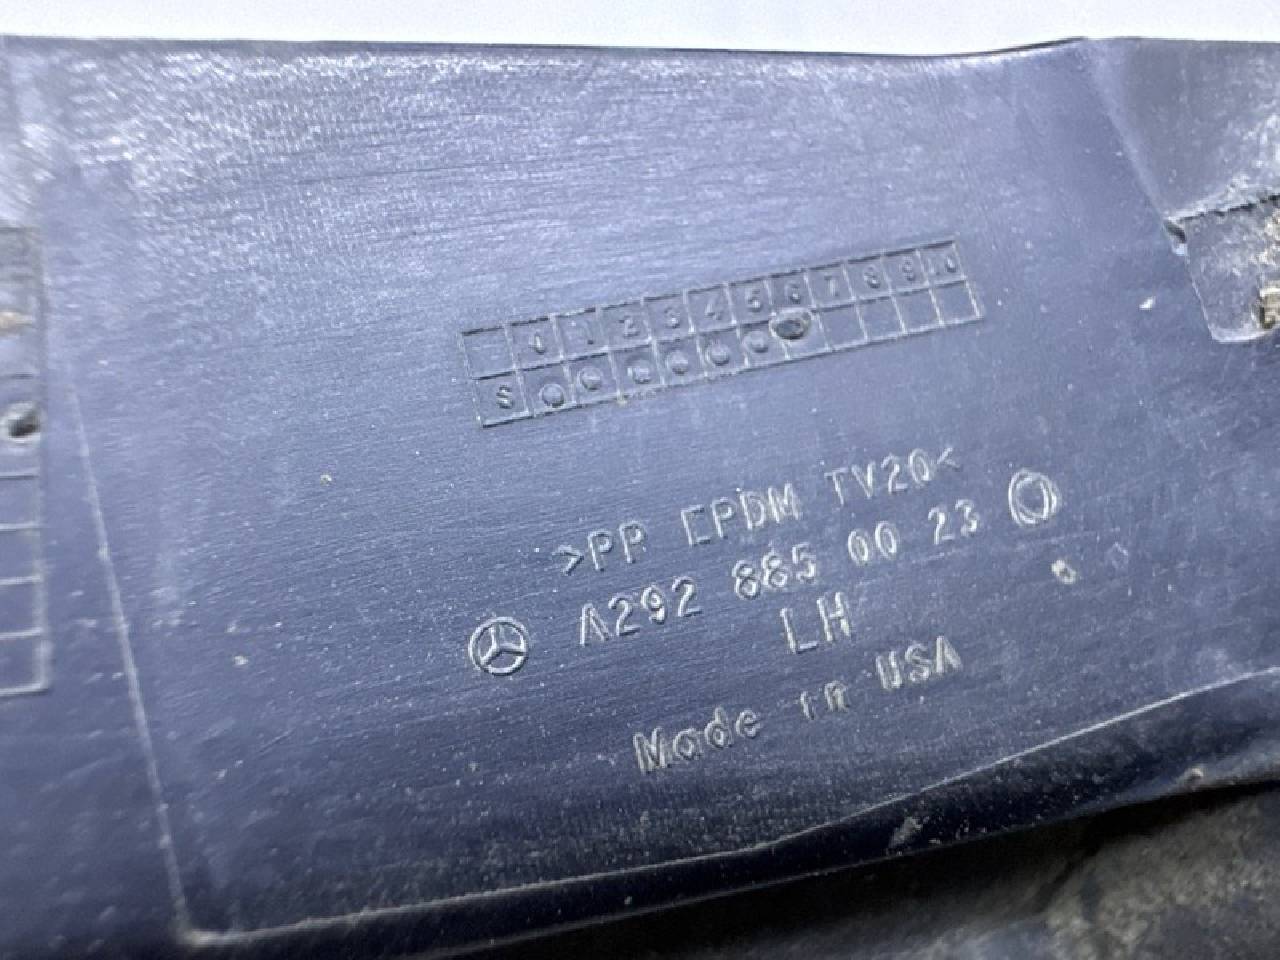 0 1 2 3 4 5 6 7 8 9 10
S
>PP EPDM TV20<
A292 885 00 23
LH
Made in USA